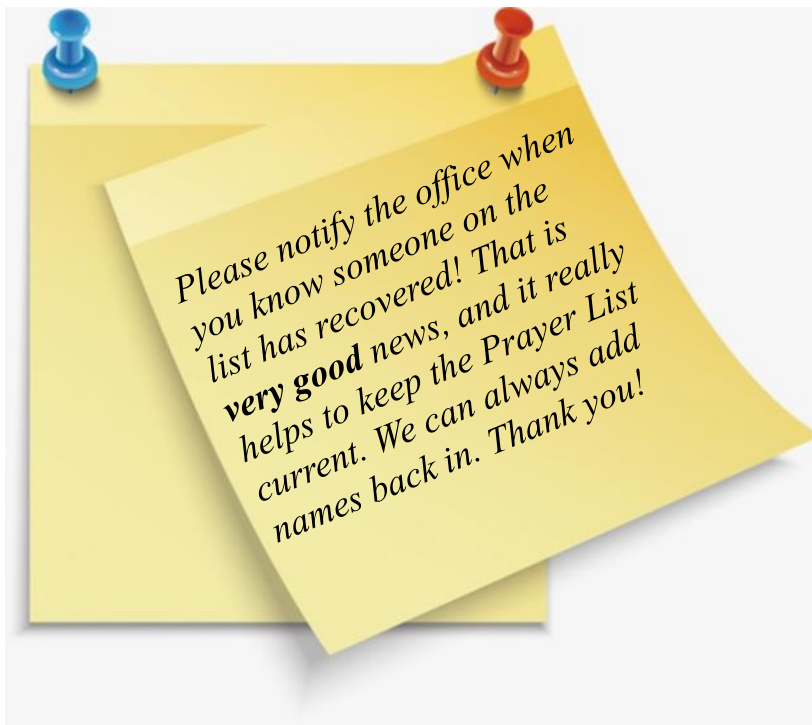 Please notify the office when
you know someone on the
list has recovered! That is
very good news, and it really
helps to keep the Prayer List
current. We can always add
names back in. Thank you!